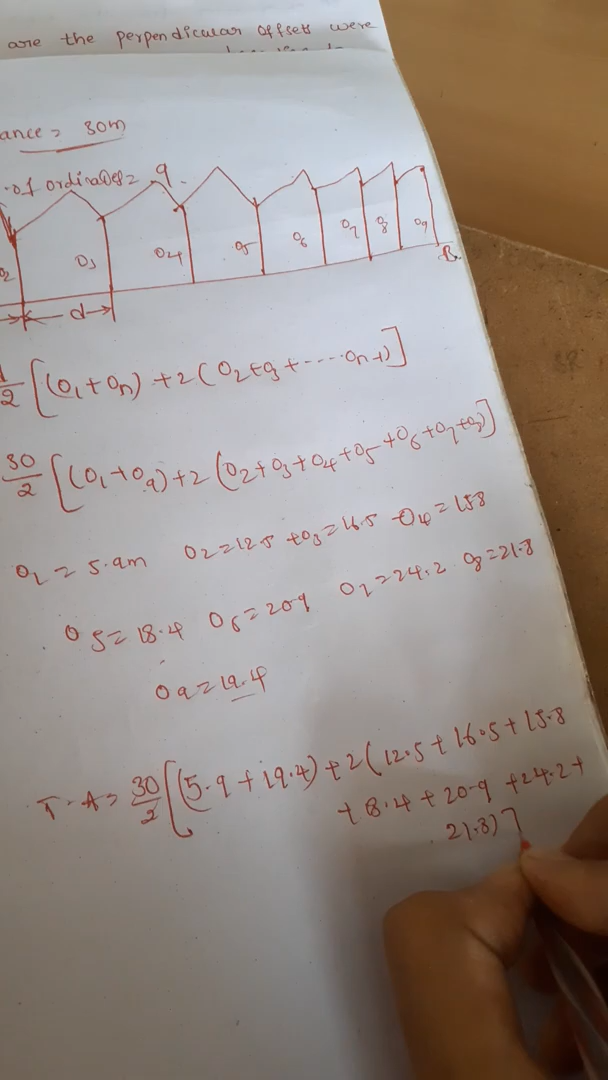 are the perpendicular offsets were
ance = 30m
of ordinates = 9.
O2 O3 O4 O5 O6 O7 8 O9
B
d
/2 [(O1 + On) + 2 (O2 + 03 + ---- On-1)]
30/2 [(O1 + O9) + 2 (O2 + O3 + O4 + O5 + O6 + O7 + O8)]
O1 = 5.9m O2 = 12.5 + O3 = 16.5 O4 = 15.8
O5 = 18.4 O6 = 20.9 O7 = 24.2 O8 = 21.8
O9 = 19.4
T.A = 30/2 [(5.9 + 19.4) + 2 (12.5 + 16.5 + 15.8
+ 18.4 + 20.9 + 24.2 +
21.8)]